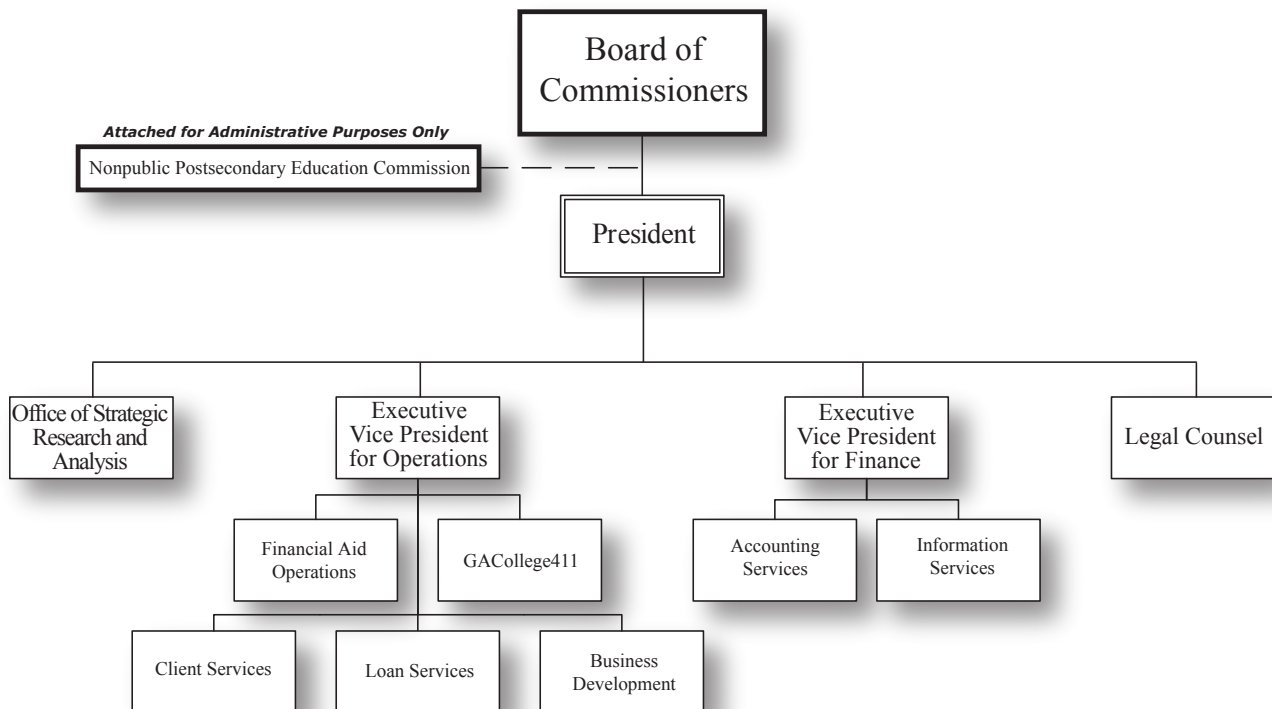 Board of
Commissioners
Attached for Administrative Purposes Only
Nonpublic Postsecondary Education Commission
President
Office of Strategic
Research and
Analysis
Executive
Vice President
for Operations
Executive
Vice President
for Finance
Legal Counsel
Financial Aid
Operations
GACollege411
Accounting
Services
Information
Services
Client Services
Loan Services
Business
Development